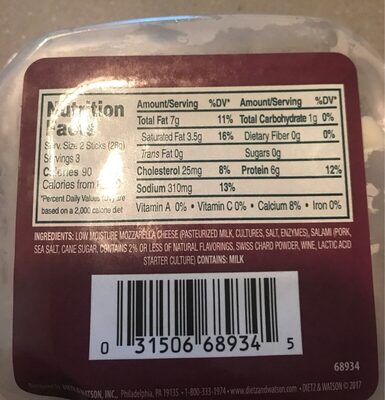 Nutrition
Facts
Serv. Size 2 Sticks (28g)
Servings 3
Calories 90
Calories from
*Percent Daily Values are
based on a 2,000 calorie diet
Amount/Serving %DV* Amount/Serving %DV*
Total Fat 7g 11% Total Carbohydrate 1g 0%
Saturated Fat 3.5g 16% Dietary Fiber 0g 0%
Trans Fat 0g Sugars 0g
Cholesterol 25mg 8% Protein 6g 12%
Sodium 310mg 13%
Vitamin A 0% • Vitamin C 0% • Calcium 8% • Iron 0%
INGREDIENTS: LOW MOISTURE MOZZARELLA CHEESE (PASTEURIZED MILK, CULTURES, SALT, ENZYMES), SALAMI (PORK,
SEA SALT, CANE SUGAR, CONTAINS 2% OR LESS OF NATURAL FLAVORINGS, SWISS CHARD POWDER, WINE, LACTIC ACID
STARTER CULTURE) CONTAINS: MILK
0 31506 68934 5
68934
WATSON, INC., Philadelphia, PA 19135 • 1-800-333-1974 • www.dietzandwatson.com • DIETZ & WATSON © 2017